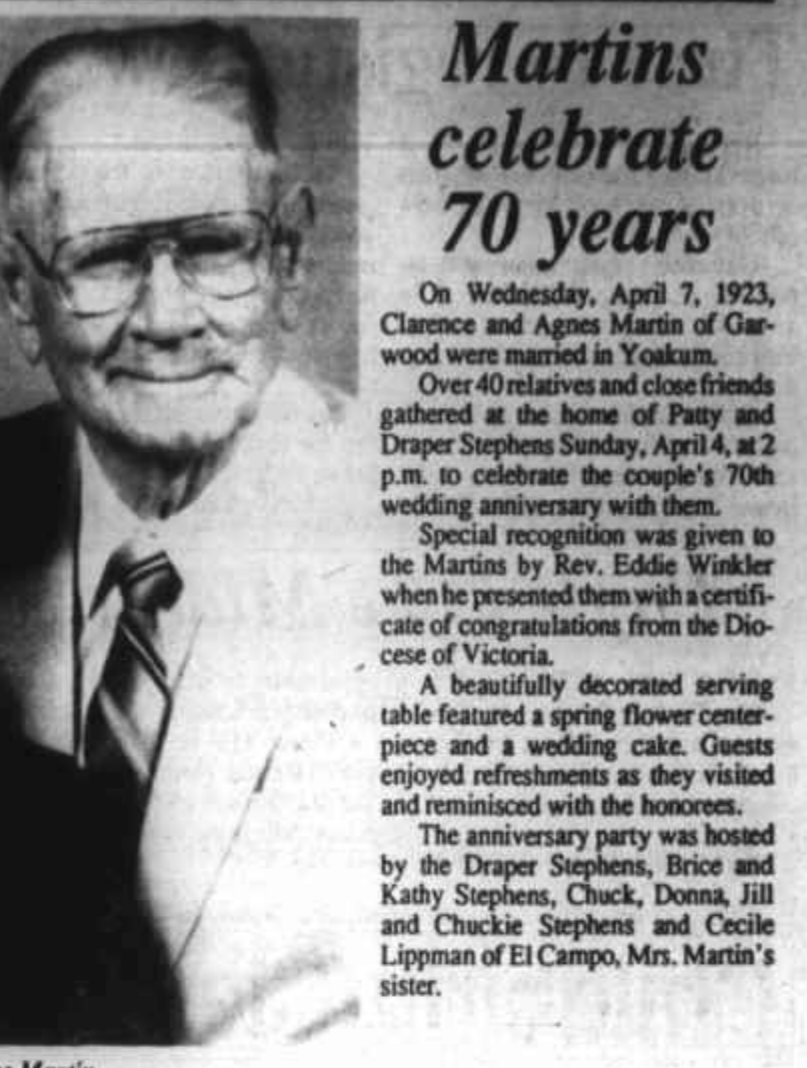 Martins
celebrate
70 years
On Wednesday, April 7, 1923,
Clarence and Agnes Martin of Gar-
wood were married in Yoakum.
Over 40 relatives and close friends
gathered at the home of Patty and
Draper Stephens Sunday, April 4, at 2
p.m. to celebrate the couple's 70th
wedding anniversary with them.
Special recognition was given to
the Martins by Rev. Eddie Winkler
when he presented them with a certifi-
cate of congratulations from the Dio-
cese of Victoria.
A beautifully decorated serving
table featured a spring flower center-
piece and a wedding cake. Guests
enjoyed refreshments as they visited
and reminisced with the honorees.
The anniversary party was hosted
by the Draper Stephens, Brice and
Kathy Stephens, Chuck, Donna, Jill
and Chuckie Stephens and Cecile
Lippman of El Campo, Mrs. Martin's
sister.
Martin